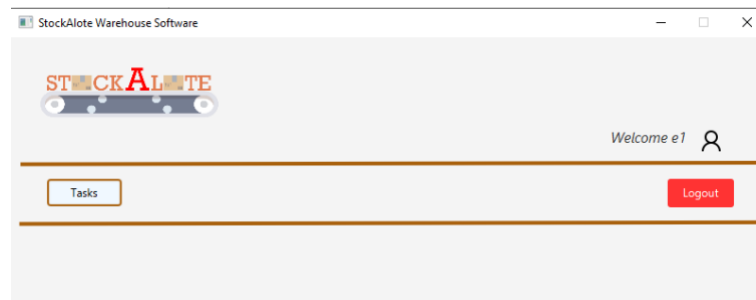 StockAlote Warehouse Software
STOCKALOTE
Welcome e1
Tasks
Logout